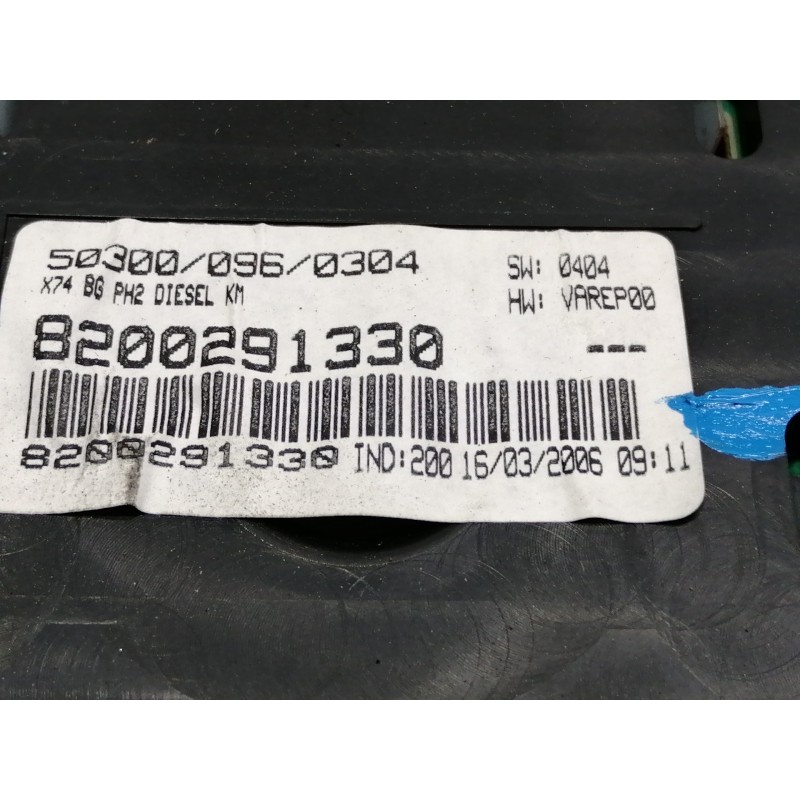 50300/096/0304
X74 BG PH2 DIESEL KM
SW: 0404
HW: VAREP00
8200291330
---
8200291330 IND:200 16/03/2006 09:11